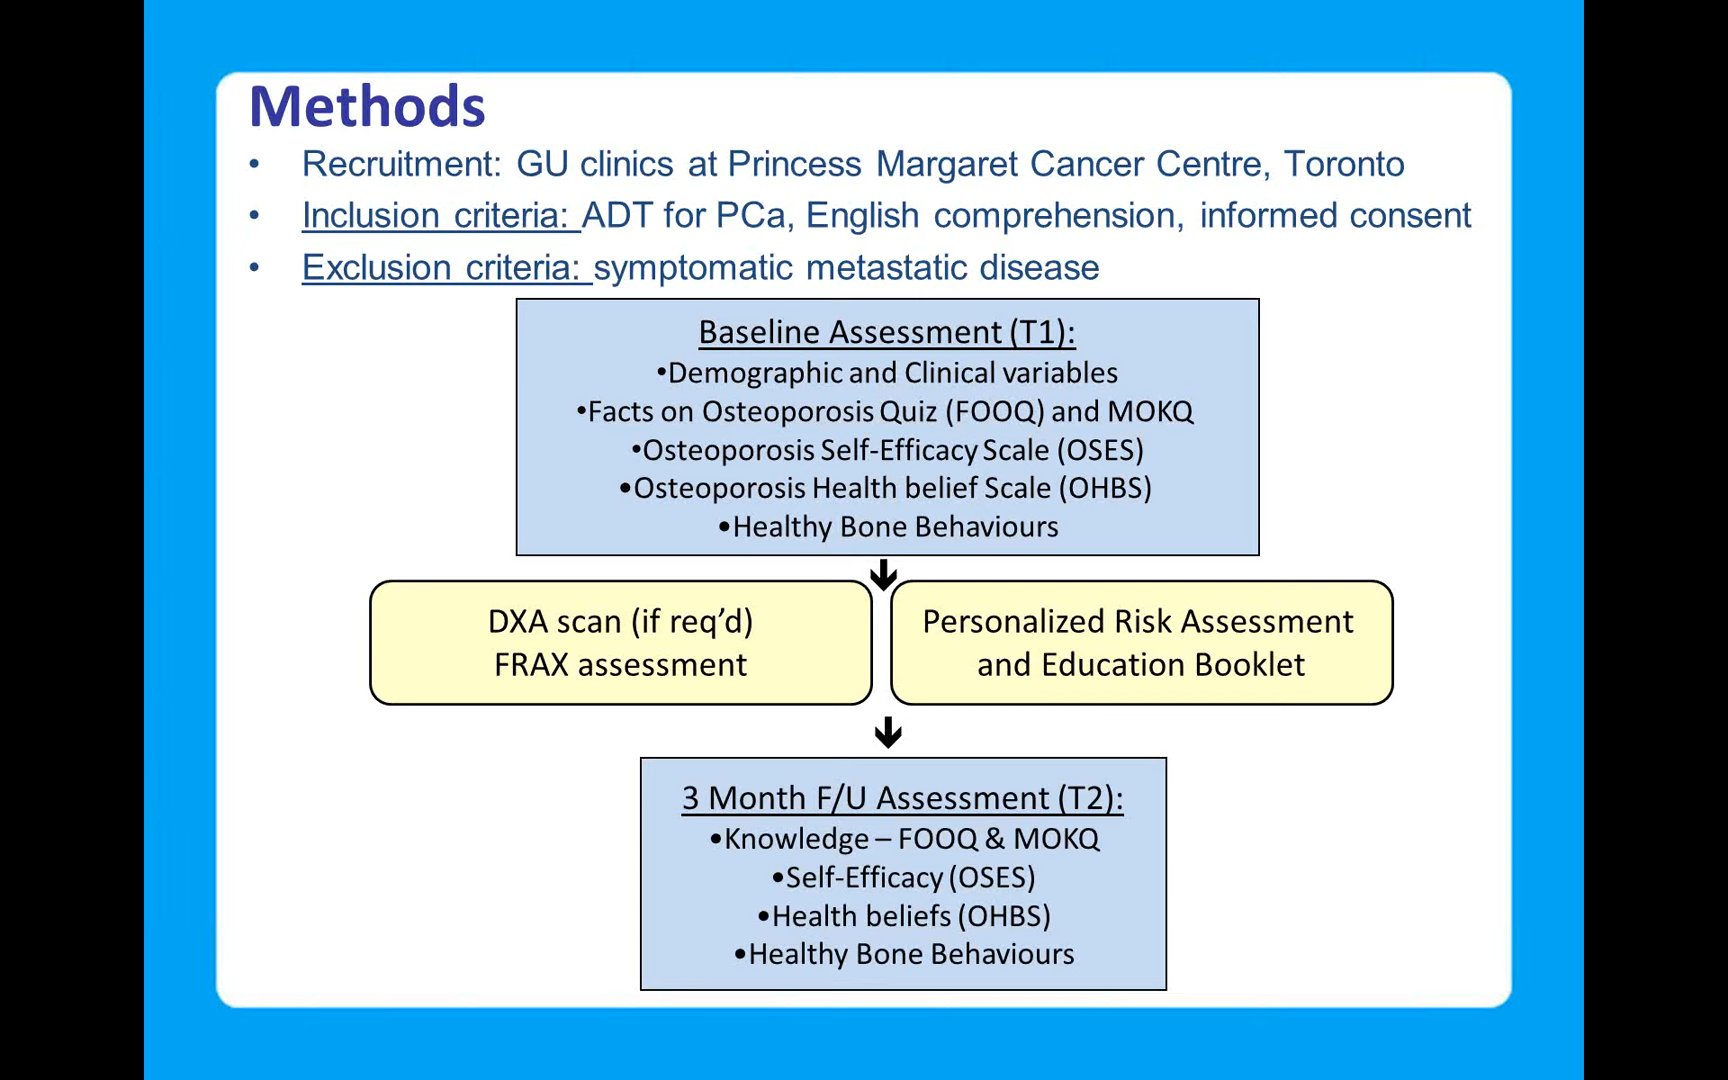 Methods
• Recruitment: GU clinics at Princess Margaret Cancer Centre, Toronto
• Inclusion criteria: ADT for PCa, English comprehension, informed consent
• Exclusion criteria: symptomatic metastatic disease
Baseline Assessment (T1):
•Demographic and Clinical variables
•Facts on Osteoporosis Quiz (FOOQ) and MOKQ
•Osteoporosis Self-Efficacy Scale (OSES)
•Osteoporosis Health belief Scale (OHBS)
•Healthy Bone Behaviours
DXA scan (if req’d)
FRAX assessment
Personalized Risk Assessment
and Education Booklet
3 Month F/U Assessment (T2):
•Knowledge – FOOQ & MOKQ
•Self-Efficacy (OSES)
•Health beliefs (OHBS)
•Healthy Bone Behaviours